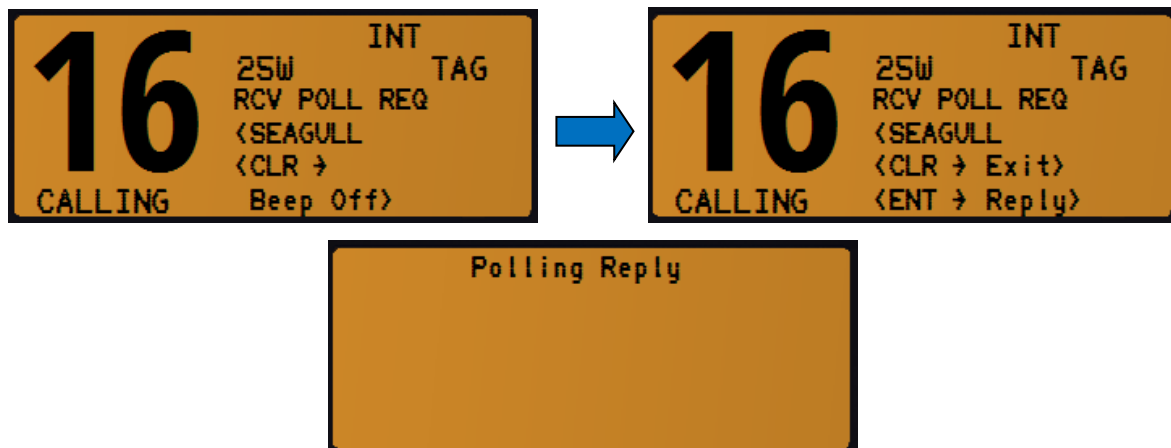 16
INT
25W TAG
RCV POLL REQ
<SEAGULL
<CLR →
Beep Off>
CALLING
16
INT
25W TAG
RCV POLL REQ
<SEAGULL
<CLR → Exit>
<ENT → Reply>
CALLING
Polling Reply